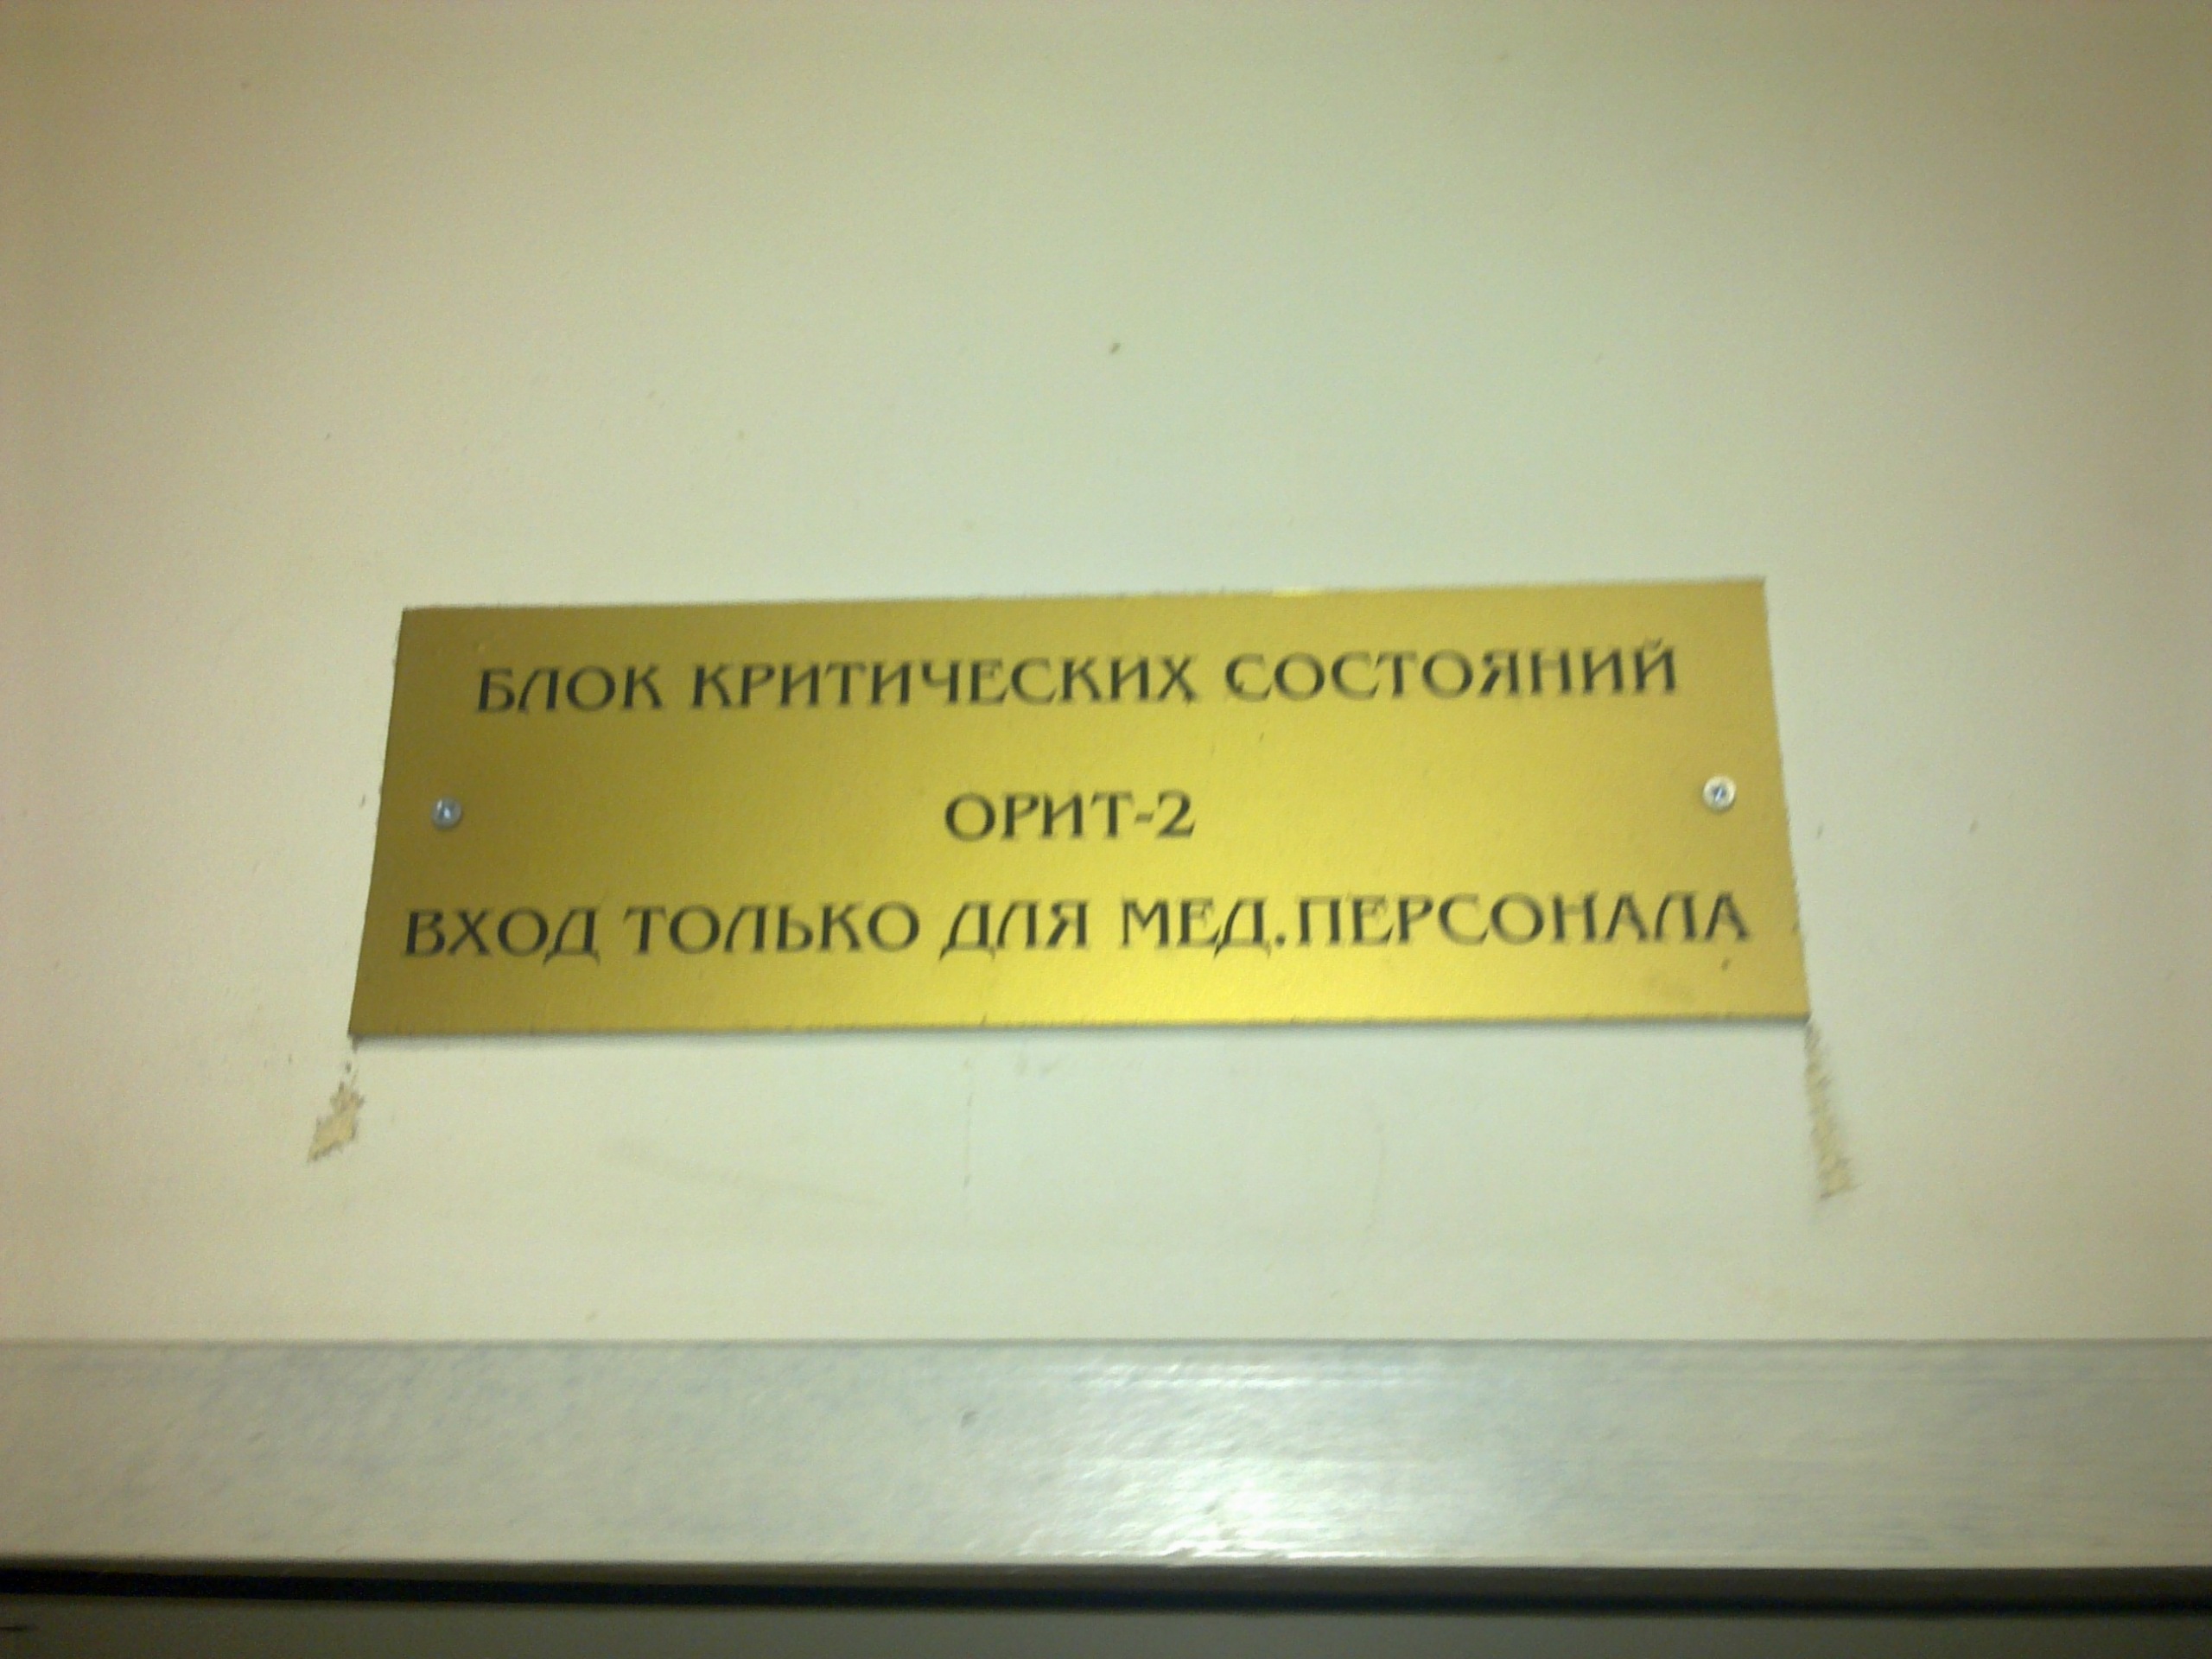 БЛОК КРИТИЧЕСКИХ СОСТОЯНИЙ
ОРИТ-2
ВХОД ТОЛЬКО ДЛЯ МЕД.ПЕРСОНАЛА